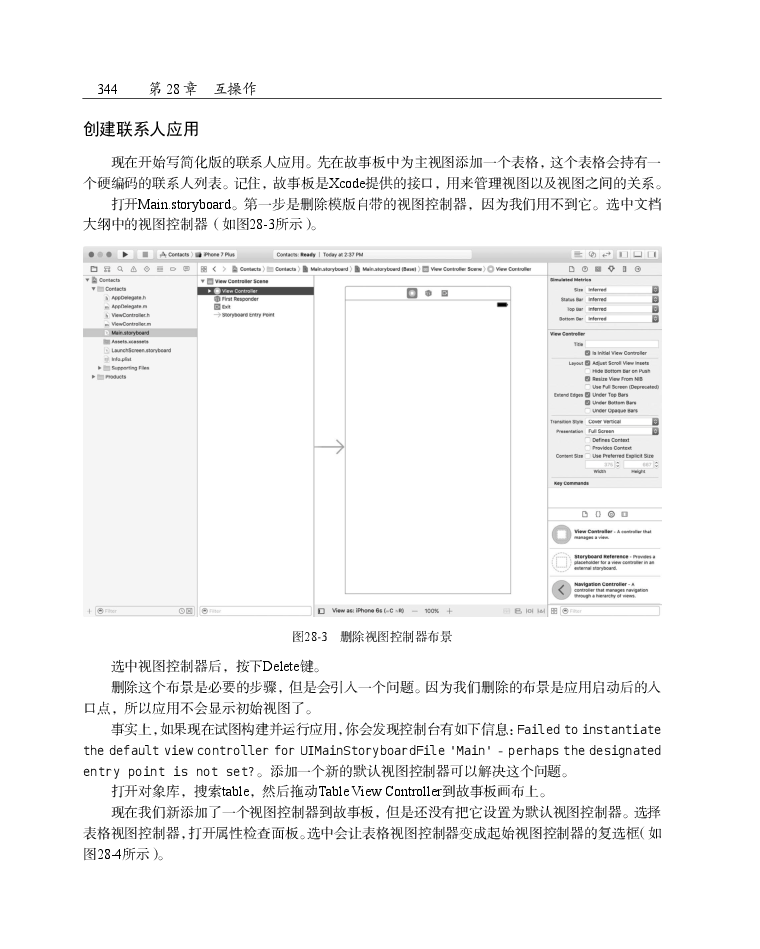 344 第 28 章 互操作
创建联系人应用
现在开始写简化版的联系人应用。先在故事板中为主视图添加一个表格，这个表格会持有一
个硬编码的联系人列表。记住，故事板是Xcode提供的接口，用来管理视图以及视图之间的关系。
打开Main.storyboard。第一步是删除模版自带的视图控制器，因为我们用不到它。选中文档
大纲中的视图控制器（如图28-3所示）。
Contacts 〉 iPhone 7 Plus
Contacts: Ready | Today at 2:37 PM
Contacts 〉 Contacts 〉 Main.storyboard 〉 Main.storyboard (Base) 〉 View Controller Scene 〉 View Controller
Contacts
Contacts
AppDelegate.h
AppDelegate.m
ViewController.h
ViewController.m
Main.storyboard
Assets.xcassets
LaunchScreen.storyboard
Info.plist
Supporting Files
Products
Filter
View Controller Scene
View Controller
First Responder
Exit
Storyboard Entry Point
Filter
View as: iPhone 6s (wC hR) — 100% +
Simulated Metrics
Size Inferred
Status Bar Inferred
Top Bar Inferred
Bottom Bar Inferred
View Controller
Title
Is Initial View Controller
Layout Adjust Scroll View Insets
Hide Bottom Bar on Push
Resize View From NIB
Use Full Screen (Deprecated)
Extend Edges Under Top Bars
Under Bottom Bars
Under Opaque Bars
Transition Style Cover Vertical
Presentation Full Screen
Defines Context
Provides Context
Content Size Use Preferred Explicit Size
375 667
Width Height
Key Commands
View Controller - A controller that
manages a view.
Storyboard Reference - Provides a
placeholder for a view controller in an
external storyboard.
Navigation Controller - A
controller that manages navigation
through a hierarchy of views.
Filter
图28-3 删除视图控制器布景
选中视图控制器后，按下Delete键。
删除这个布景是必要的步骤，但是会引入一个问题。因为我们删除的布景是应用启动后的入
口点，所以应用不会显示初始视图了。
事实上，如果现在试图构建并运行应用，你会发现控制台有如下信息：Failed to instantiate
the default view controller for UIMainStoryboardFile 'Main' - perhaps the designated
entry point is not set?。添加一个新的默认视图控制器可以解决这个问题。
打开对象库，搜索table，然后拖动Table View Controller到故事板画布上。
现在我们新添加了一个视图控制器到故事板，但是还没有把它设置为默认视图控制器。选择
表格视图控制器，打开属性检查面板。选中会让表格视图控制器变成起始视图控制器的复选框（如
图28-4所示）。